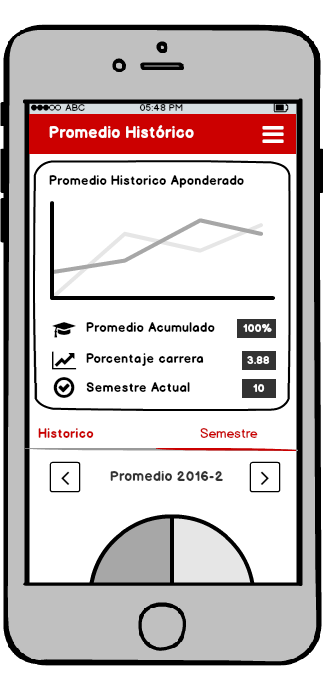 ABC 05:48 PM
Promedio Histórico
Promedio Historico Aponderado
Promedio Acumulado 100%
Porcentaje carrera 3.88
Semestre Actual 10
Historico Semestre
Promedio 2016-2